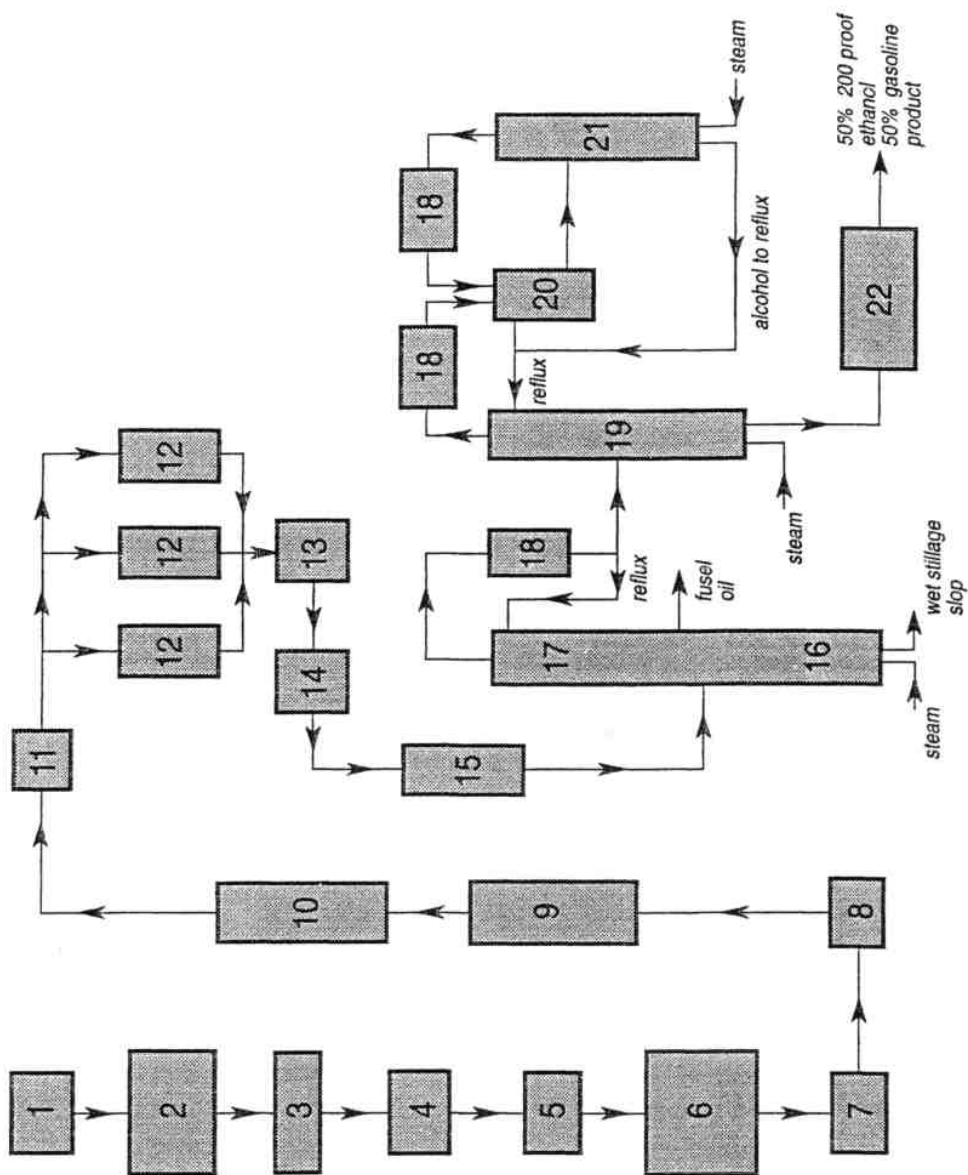 1
2
3
4
5
6
7
8
9
10
11
12
12
12
13
14
15
16
17
18
steam
wet stillage
slop
fusel
oil
reflux
19
steam
reflux
18
20
18
21
steam
alcohol to reflux
22
50% 200 proof
ethancl
50% gasoline
product